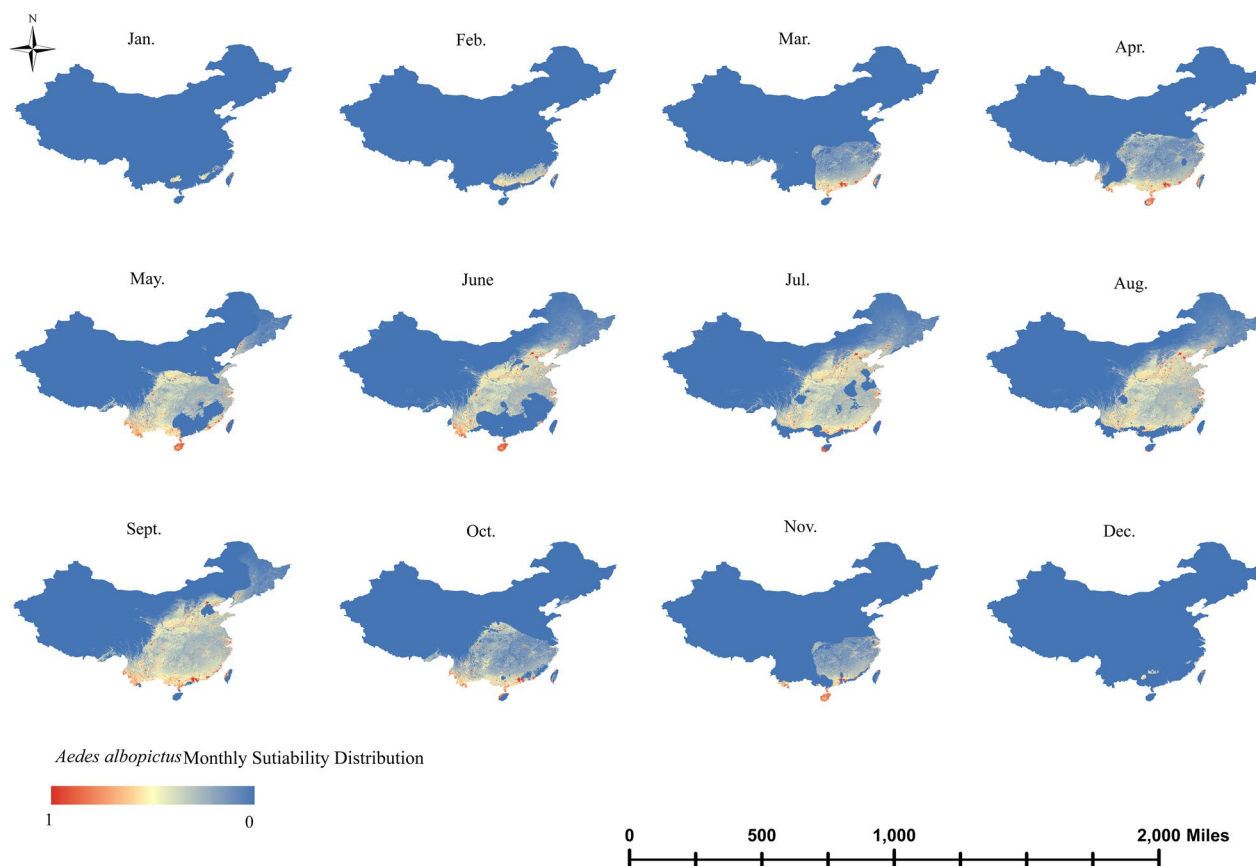 N
Jan.
Feb.
Mar.
Apr.
May.
June
Jul.
Aug.
Sept.
Oct.
Nov.
Dec.
Aedes albopictus Monthly Sutiability Distribution
1 0
0 500 1,000 2,000 Miles